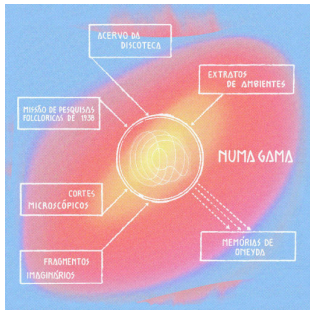 ACERVO DA
DISCOTECA
EXTRATOS
DE AMBIENTES
MISSÃO DE PESQUISAS
FOLCLÓRICAS DE 1938
NUMA GAMA
CORTES
MICROSCÓPICOS
MEMÓRIAS DE
OMEYDA
FRAGMENTOS
IMAGINÁRIOS